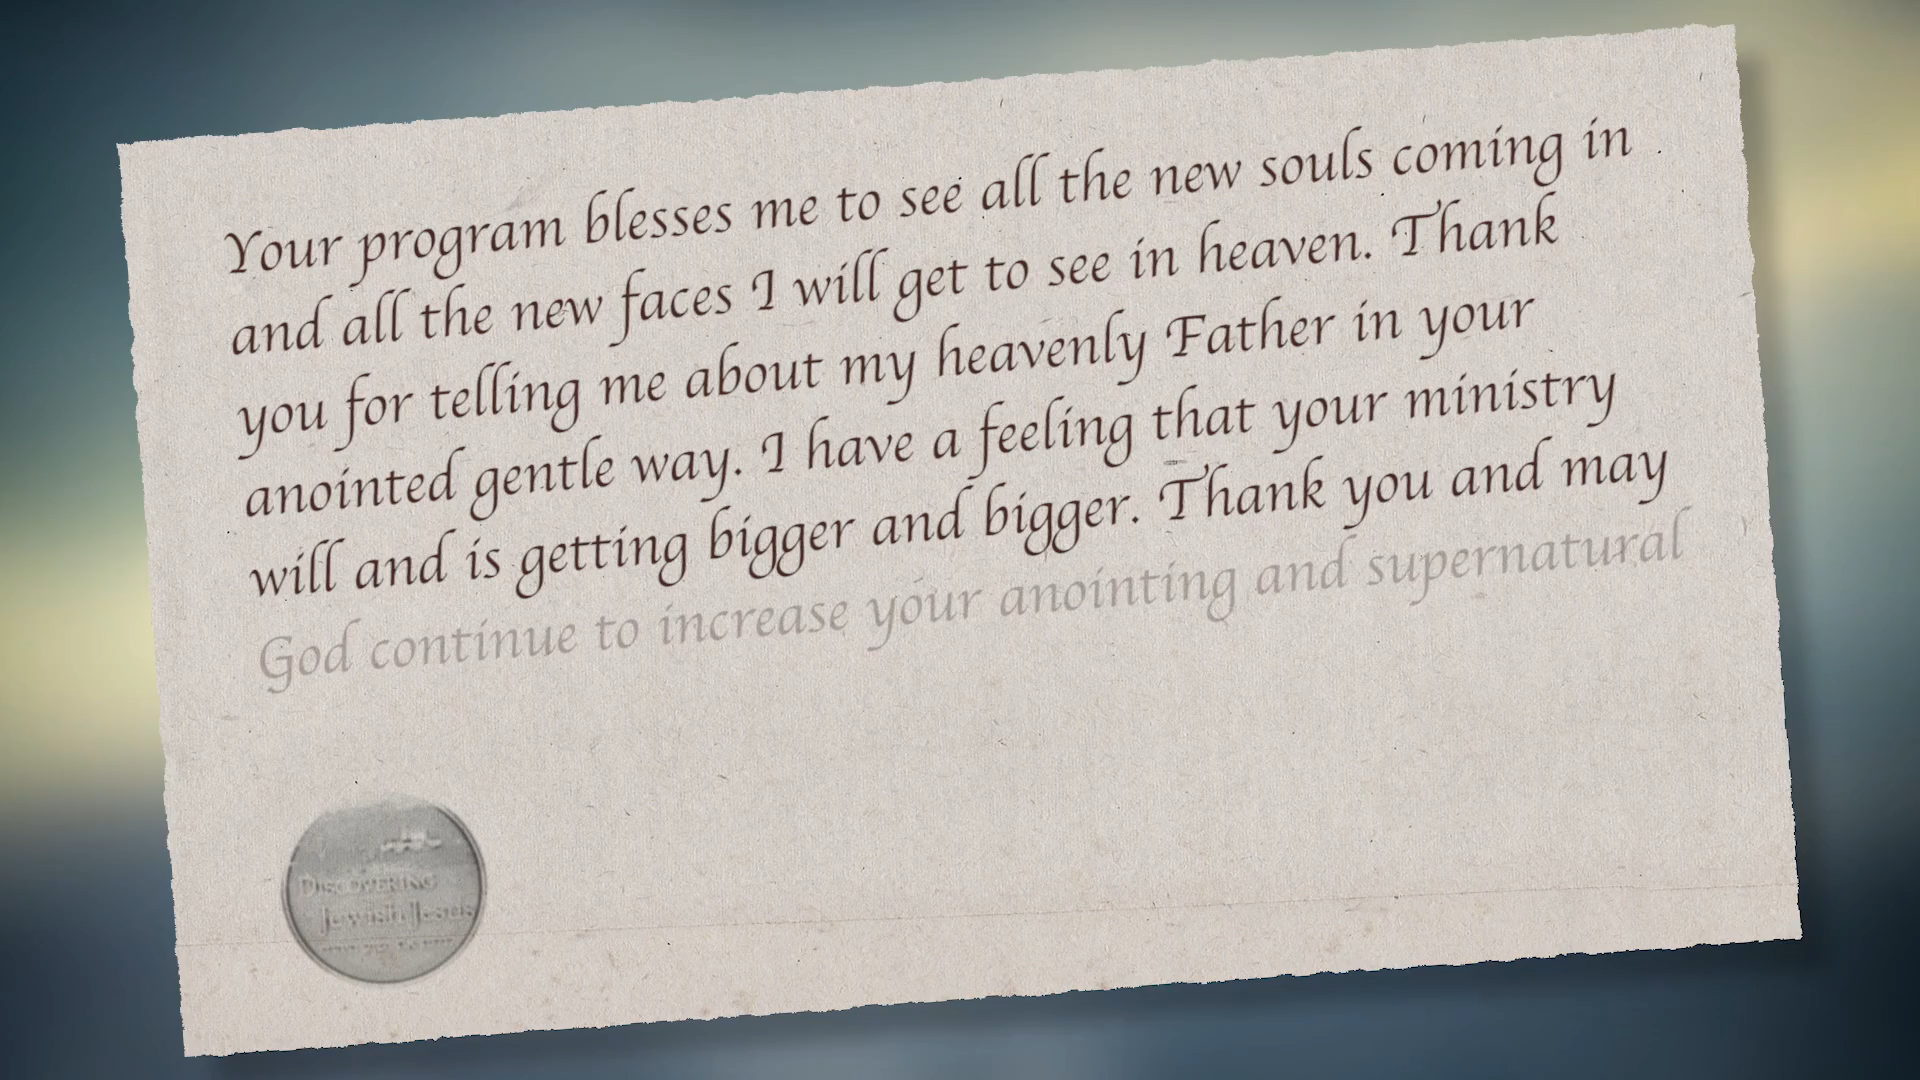 Your program blesses me to see all the new souls coming in
and all the new faces I will get to see in heaven. Thank
you for telling me about my heavenly Father in your
anointed gentle way. I have a feeling that your ministry
will and is getting bigger and bigger. Thank you and may
God continue to increase your anointing and supernatural
DISCOVERING
Jewish Jesus